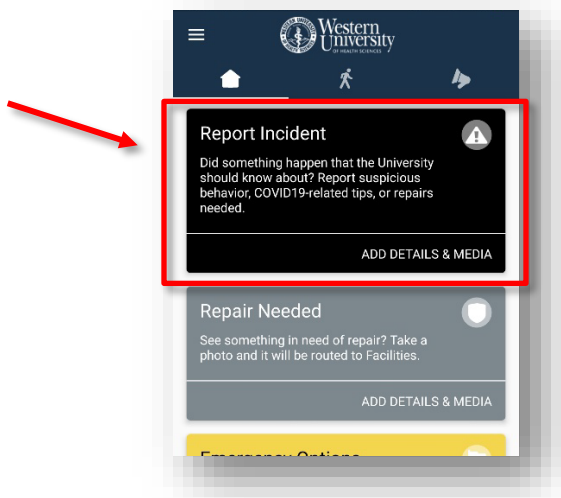 Western
University
OF HEALTH SCIENCES
Report Incident
Did something happen that the University
should know about? Report suspicious
behavior, COVID19-related tips, or repairs
needed.
ADD DETAILS & MEDIA
Repair Needed
See something in need of repair? Take a
photo and it will be routed to Facilities.
ADD DETAILS & MEDIA
Emergency Options